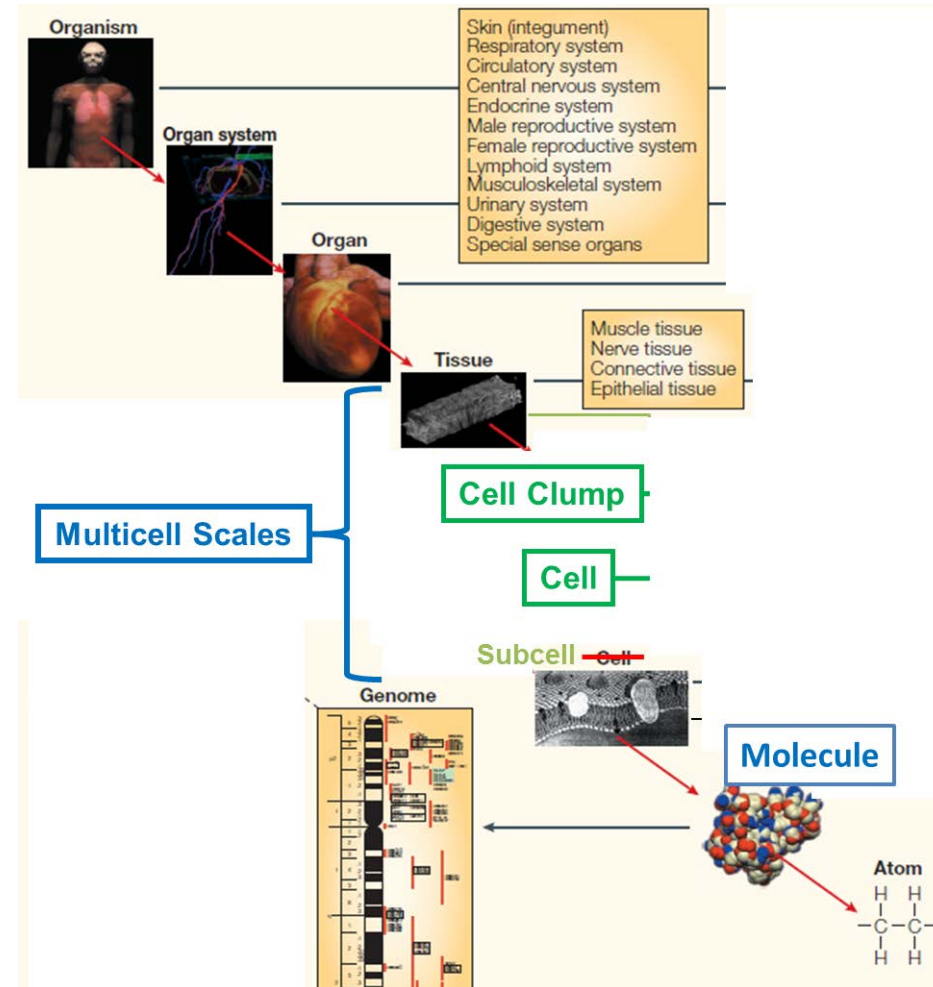 Organism
Skin (integument)
Respiratory system
Circulatory system
Central nervous system
Endocrine system
Male reproductive system
Female reproductive system
Lymphoid system
Musculoskeletal system
Urinary system
Digestive system
Special sense organs
Organ system
Organ
Muscle tissue
Nerve tissue
Connective tissue
Epithelial tissue
Tissue
Cell Clump
Multicell Scales
Cell
Subcell Cell
Genome
Molecule
Atom
H H
C C
H H